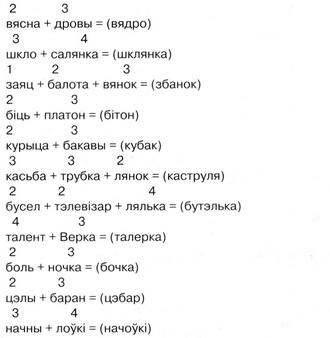 2 3
вясна + дровы = (вядро)
3 4
шкло + салянка = (шклянка)
1 2 3
заяц + балота + вянок = (збанок)
2 3
біць + платон = (бітон)
2 3
курыца + бакавы = (кубак)
3 3 2
касьба + трубка + лянок = (каструля)
2 2 4
бусел + тэлевізар + лялька = (бутэлька)
4 3
талент + Верка = (талерка)
2 3
боль + ночка = (бочка)
2 3
цэлы + баран = (цэбар)
3 4
начны + лоўкі = (начоўкі)